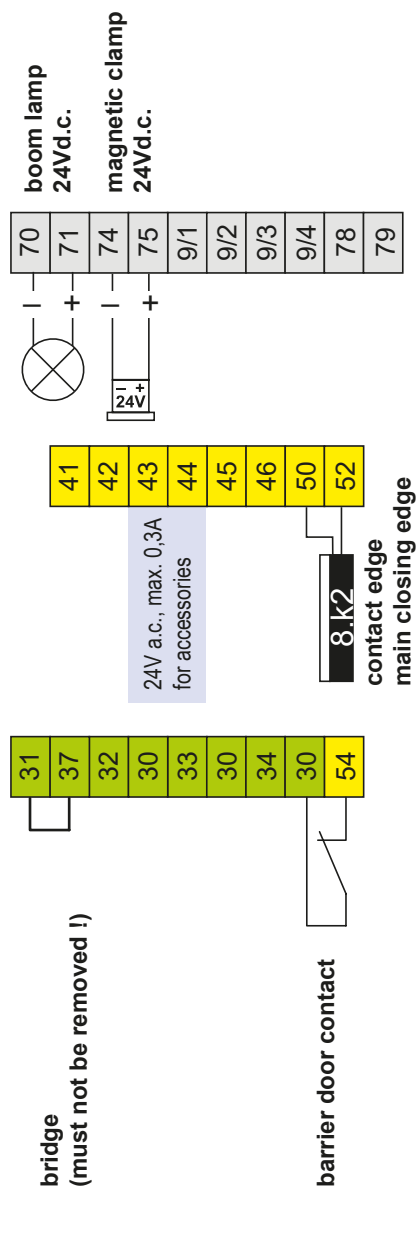 bridge
(must not be removed !)
31
37
32
30
33
30
34
30
54
barrier door contact
41
42
43
44
45
46
50
52
24V a.c., max. 0,3A
for accessories
8.k2
contact edge
main closing edge
boom lamp
24Vd.c.
magnetic clamp
24Vd.c.
70
71
74
75
9/1
9/2
9/3
9/4
78
79
– 
+
–
+
– +
24V